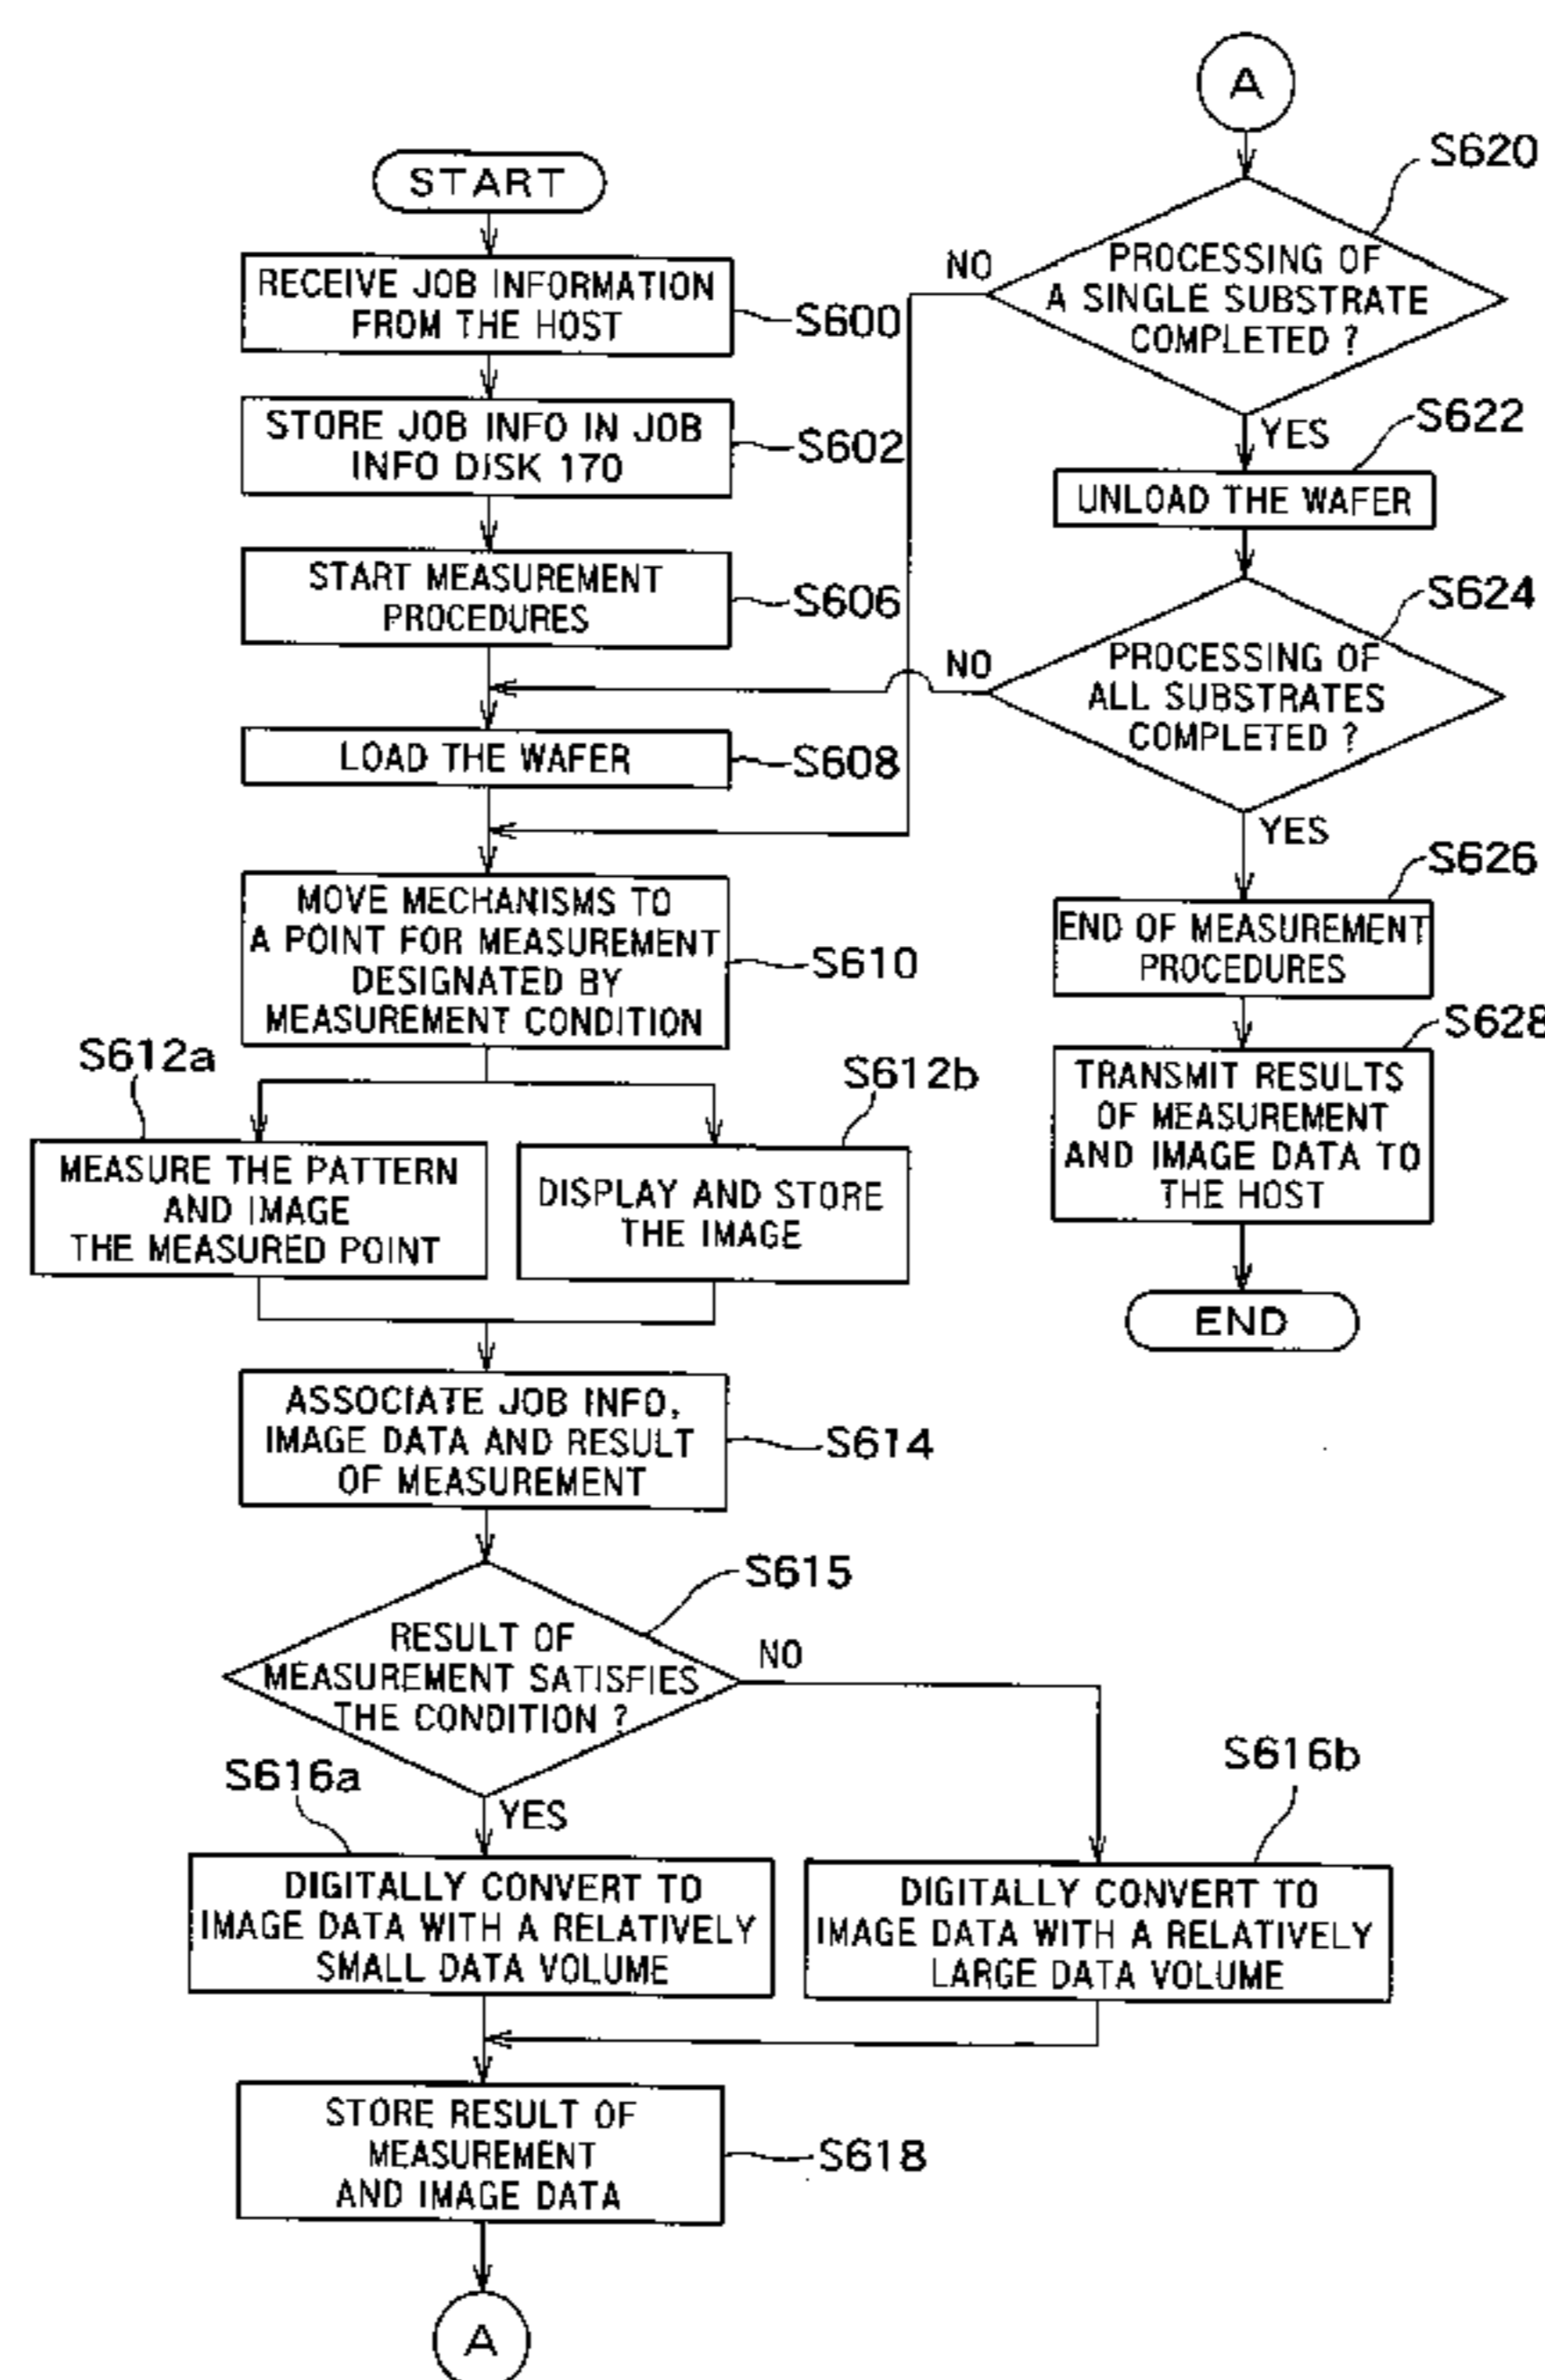 START
RECEIVE JOB INFORMATION
FROM THE HOST
S600
STORE JOB INFO IN JOB
INFO DISK 170
S602
START MEASUREMENT
PROCEDURES
S606
LOAD THE WAFER
S608
MOVE MECHANISMS TO
A POINT FOR MEASUREMENT
DESIGNATED BY
MEASUREMENT CONDITION
S610
S612a
MEASURE THE PATTERN
AND IMAGE
THE MEASURED POINT
S612b
DISPLAY AND STORE
THE IMAGE
ASSOCIATE JOB INFO,
IMAGE DATA AND RESULT
OF MEASUREMENT
S614
S615
RESULT OF
MEASUREMENT SATISFIES
THE CONDITION ?
NO
YES
S616a
DIGITALLY CONVERT TO
IMAGE DATA WITH A RELATIVELY
SMALL DATA VOLUME
S616b
DIGITALLY CONVERT TO
IMAGE DATA WITH A RELATIVELY
LARGE DATA VOLUME
STORE RESULT OF
MEASUREMENT
AND IMAGE DATA
S618
A
A
S620
PROCESSING OF
A SINGLE SUBSTRATE
COMPLETED ?
NO
YES
S622
UNLOAD THE WAFER
S624
PROCESSING OF
ALL SUBSTRATES
COMPLETED ?
NO
YES
S626
END OF MEASUREMENT
PROCEDURES
S628
TRANSMIT RESULTS
OF MEASUREMENT
AND IMAGE DATA TO
THE HOST
END